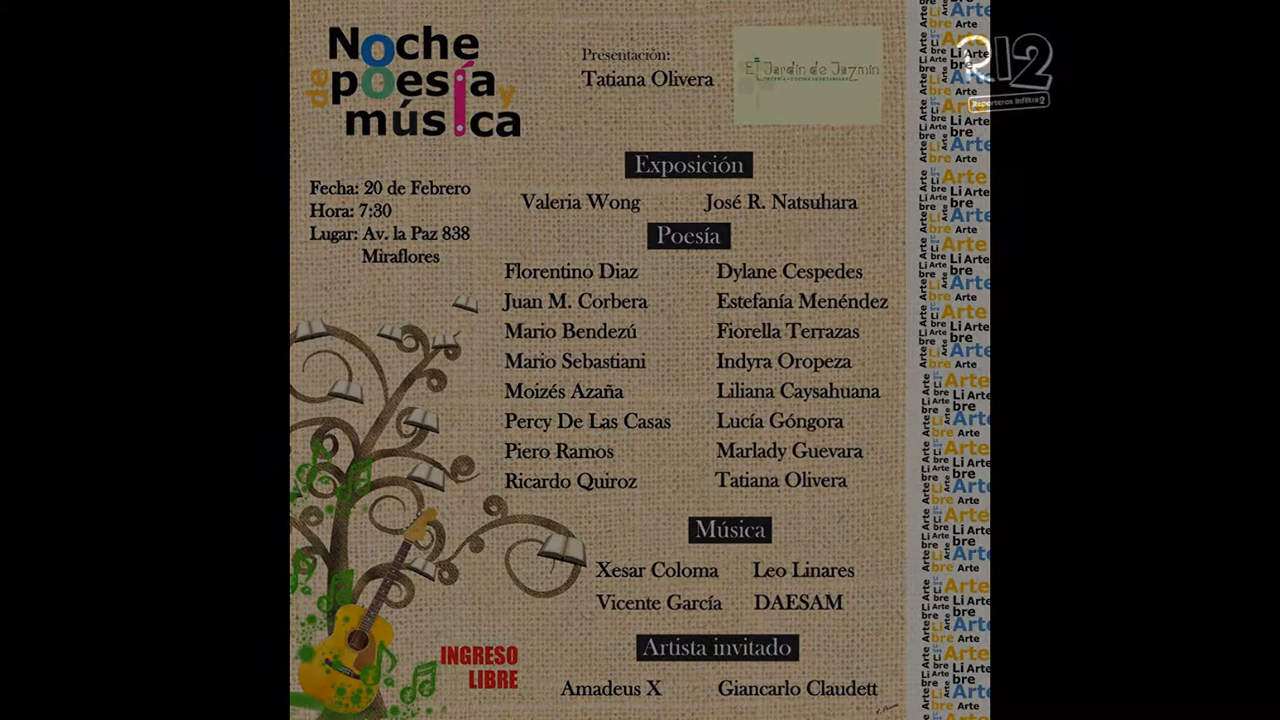 Noche
de poesía y
música
Presentación:
Tatiana Olivera
El Jardín de Jazmín
Fecha: 20 de Febrero
Hora: 7:30
Lugar: Av. la Paz 838
Miraflores
Exposición
Valeria Wong José R. Natsuhara
Poesía
Florentino Diaz Dylane Cespedes
Juan M. Corbera Estefanía Menéndez
Mario Bendezú Fiorella Terrazas
Mario Sebastiani Indyra Oropeza
Moizés Azaña Liliana Caysahuana
Percy De Las Casas Lucía Góngora
Piero Ramos Marlady Guevara
Ricardo Quiroz Tatiana Olivera
Música
Xesar Coloma Leo Linares
Vicente García DAESAM
Artista invitado
Amadeus X Giancarlo Claudett
INGRESO
LIBRE
Reporteros Infiltra2
Arte
Li Arte
bre
Arte